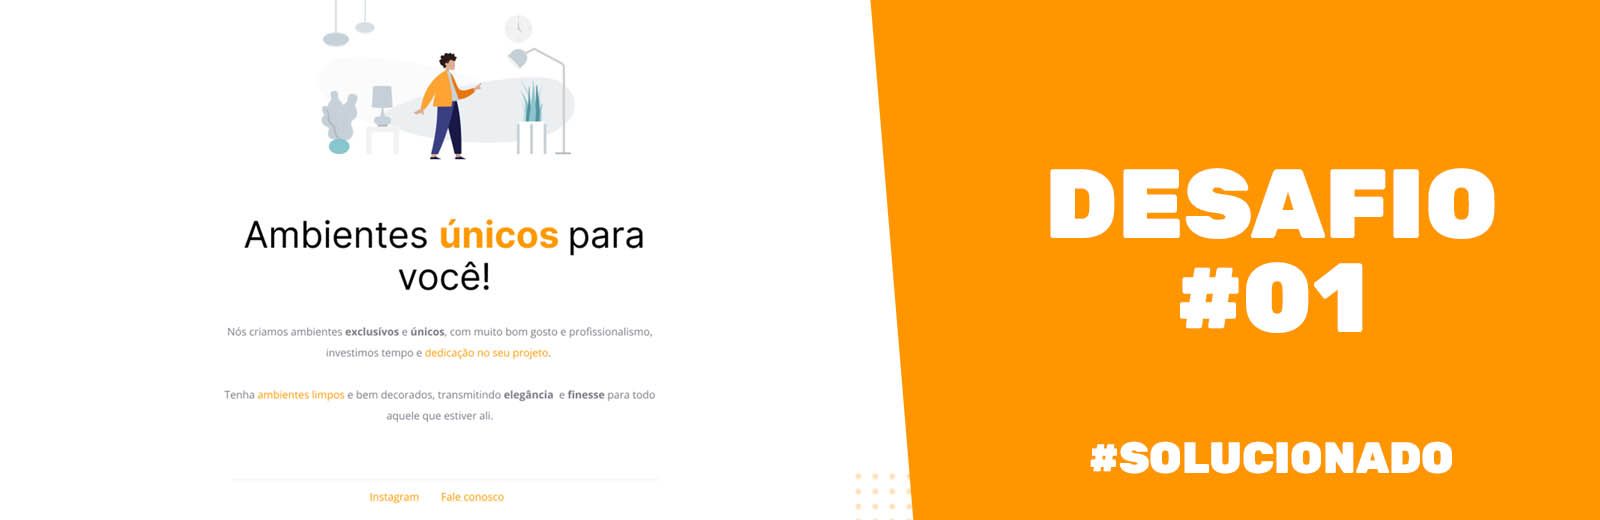 Ambientes únicos para
você!
Nós criamos ambientes exclusívos e únicos, com muito bom gosto e profissionalismo,
investimos tempo e dedicação no seu projeto.
Tenha ambientes limpos e bem decorados, transmitindo elegância e finesse para todo
aquele que estiver ali.
Instagram Fale conosco
DESAFIO
#01
#SOLUCIONADO